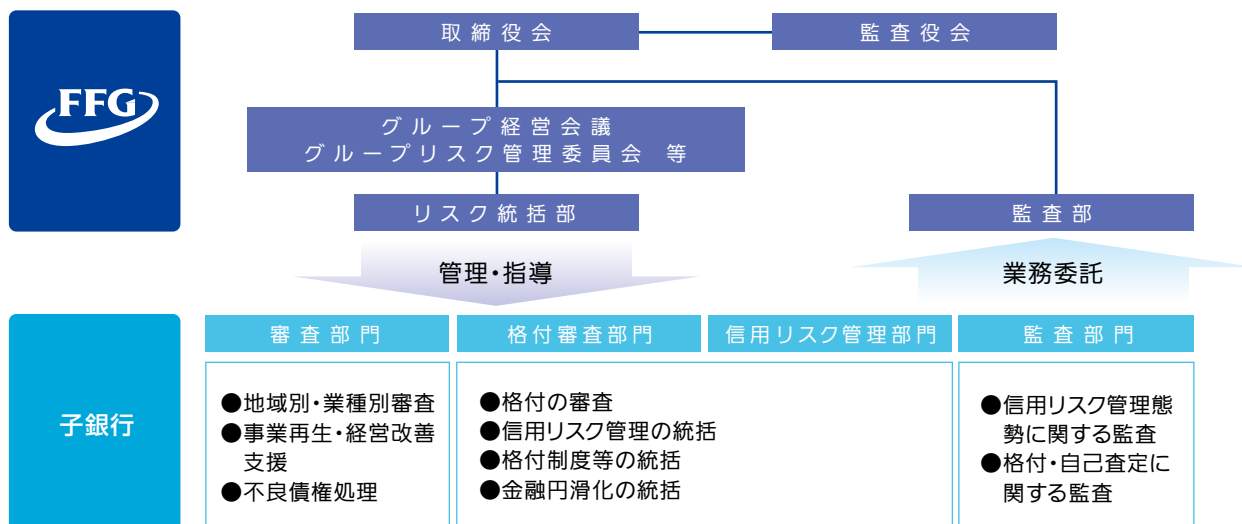 取締役会
監査役会
FFG
グループ経営会議
グループリスク管理委員会 等
リスク統括部
監査部
管理・指導
業務委託
子銀行
審査部門
格付審査部門
信用リスク管理部門
監査部門
●地域別・業種別審査
●事業再生・経営改善
支援
●不良債権処理
●格付の審査
●信用リスク管理の統括
●格付制度等の統括
●金融円滑化の統括
●信用リスク管理態
勢に関する監査
●格付・自己査定に
関する監査